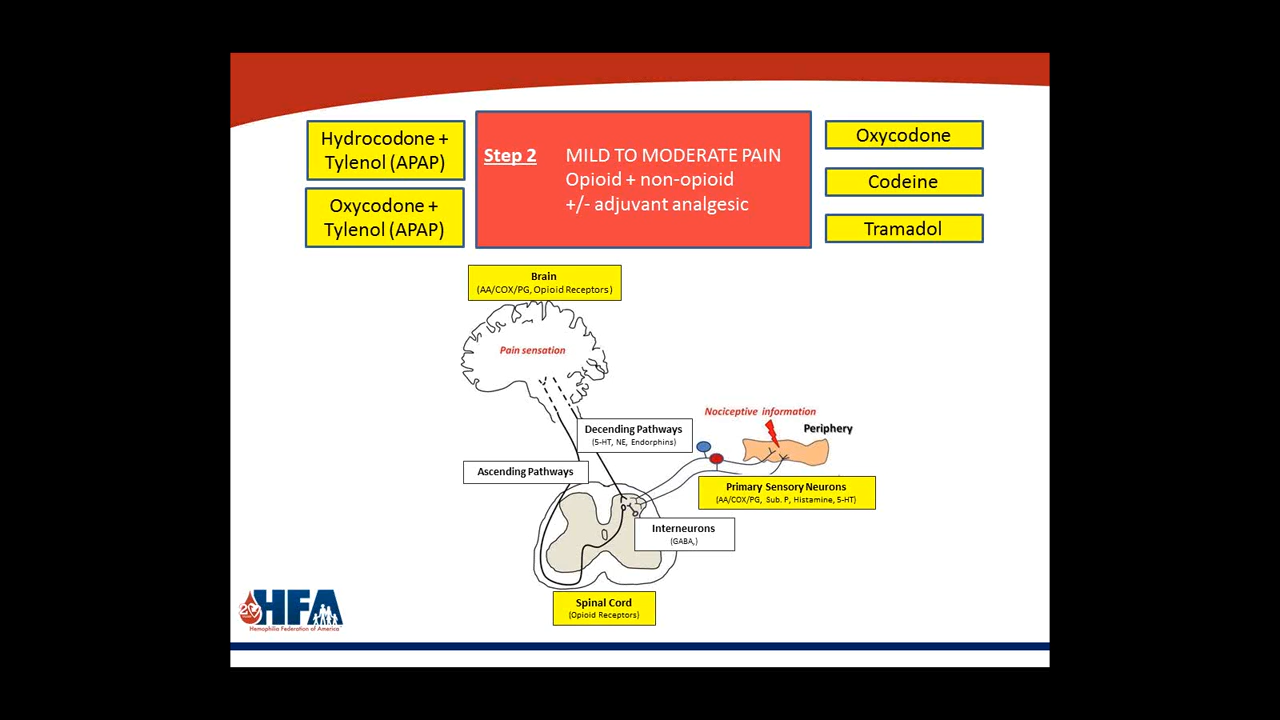 Hydrocodone +
Tylenol (APAP)
Oxycodone +
Tylenol (APAP)
Step 2 MILD TO MODERATE PAIN
Opioid + non-opioid
+/- adjuvant analgesic
Oxycodone
Codeine
Tramadol
Brain
(AA/COX/PG, Opioid Receptors)
Pain sensation
Decending Pathways
(5-HT, NE, Endorphins)
Ascending Pathways
Nociceptive information
Periphery
Primary Sensory Neurons
(AA/COX/PG, Sub. P, Histamine, 5-HT)
Interneurons
(GABA,)
Spinal Cord
(Opioid Receptors)
HFA
Hemophilia Federation of America